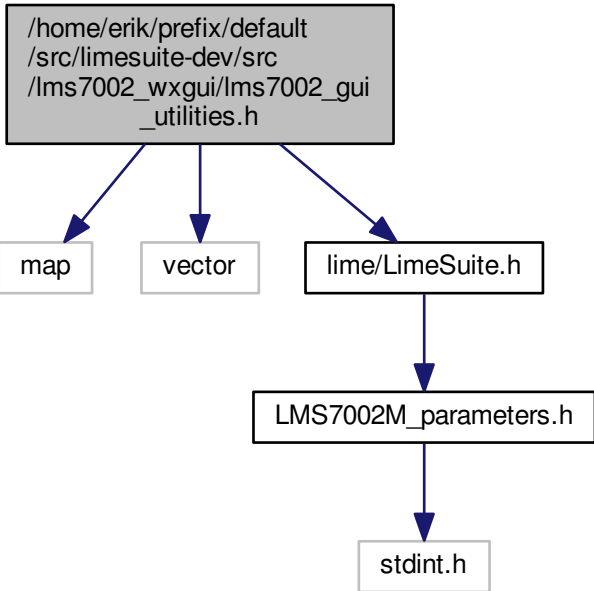 /home/erik/prefix/default
/src/limesuite-dev/src
/lms7002_wxgui/lms7002_gui
_utilities.h
map
vector
lime/LimeSuite.h
LMS7002M_parameters.h
stdint.h